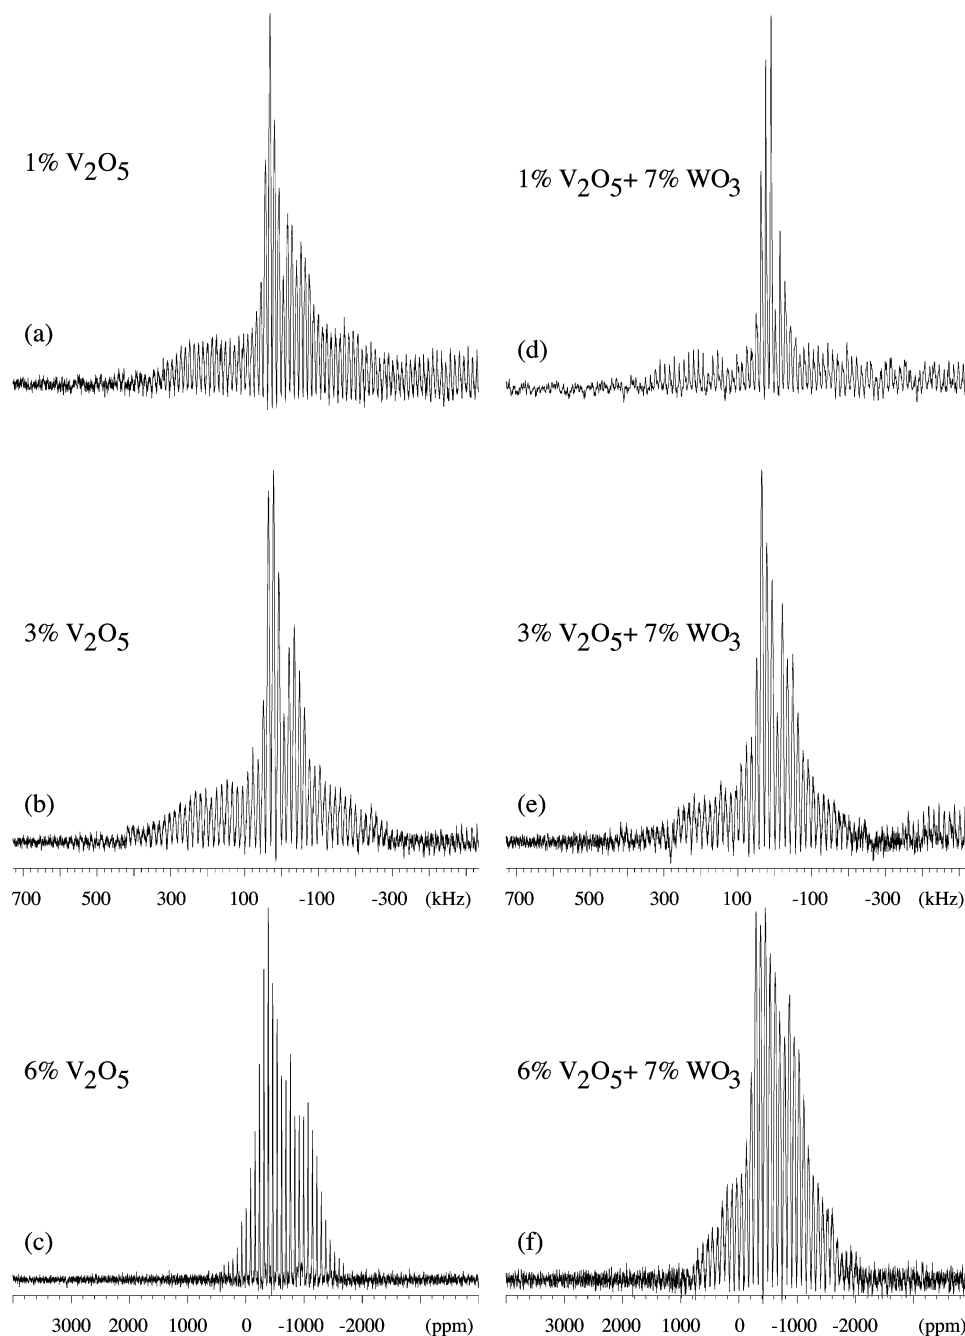 1% V2O5
(a)
1% V2O5+ 7% WO3
(d)
3% V2O5
(b)
3% V2O5+ 7% WO3
(e)
700 500 300 100 -100 -300 (kHz)
700 500 300 100 -100 -300 (kHz)
6% V2O5
(c)
6% V2O5+ 7% WO3
(f)
3000 2000 1000 0 -1000 -2000 (ppm)
3000 2000 1000 0 -1000 -2000 (ppm)